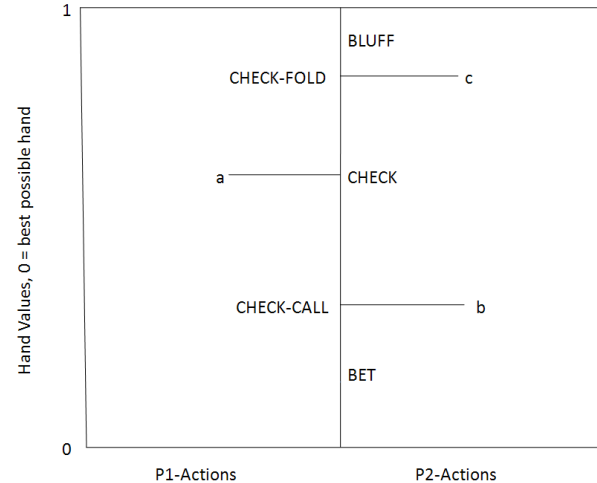 1
BLUFF
CHECK-FOLD
c
a
CHECK
CHECK-CALL
b
BET
0
Hand Values, 0 = best possible hand
P1-Actions
P2-Actions